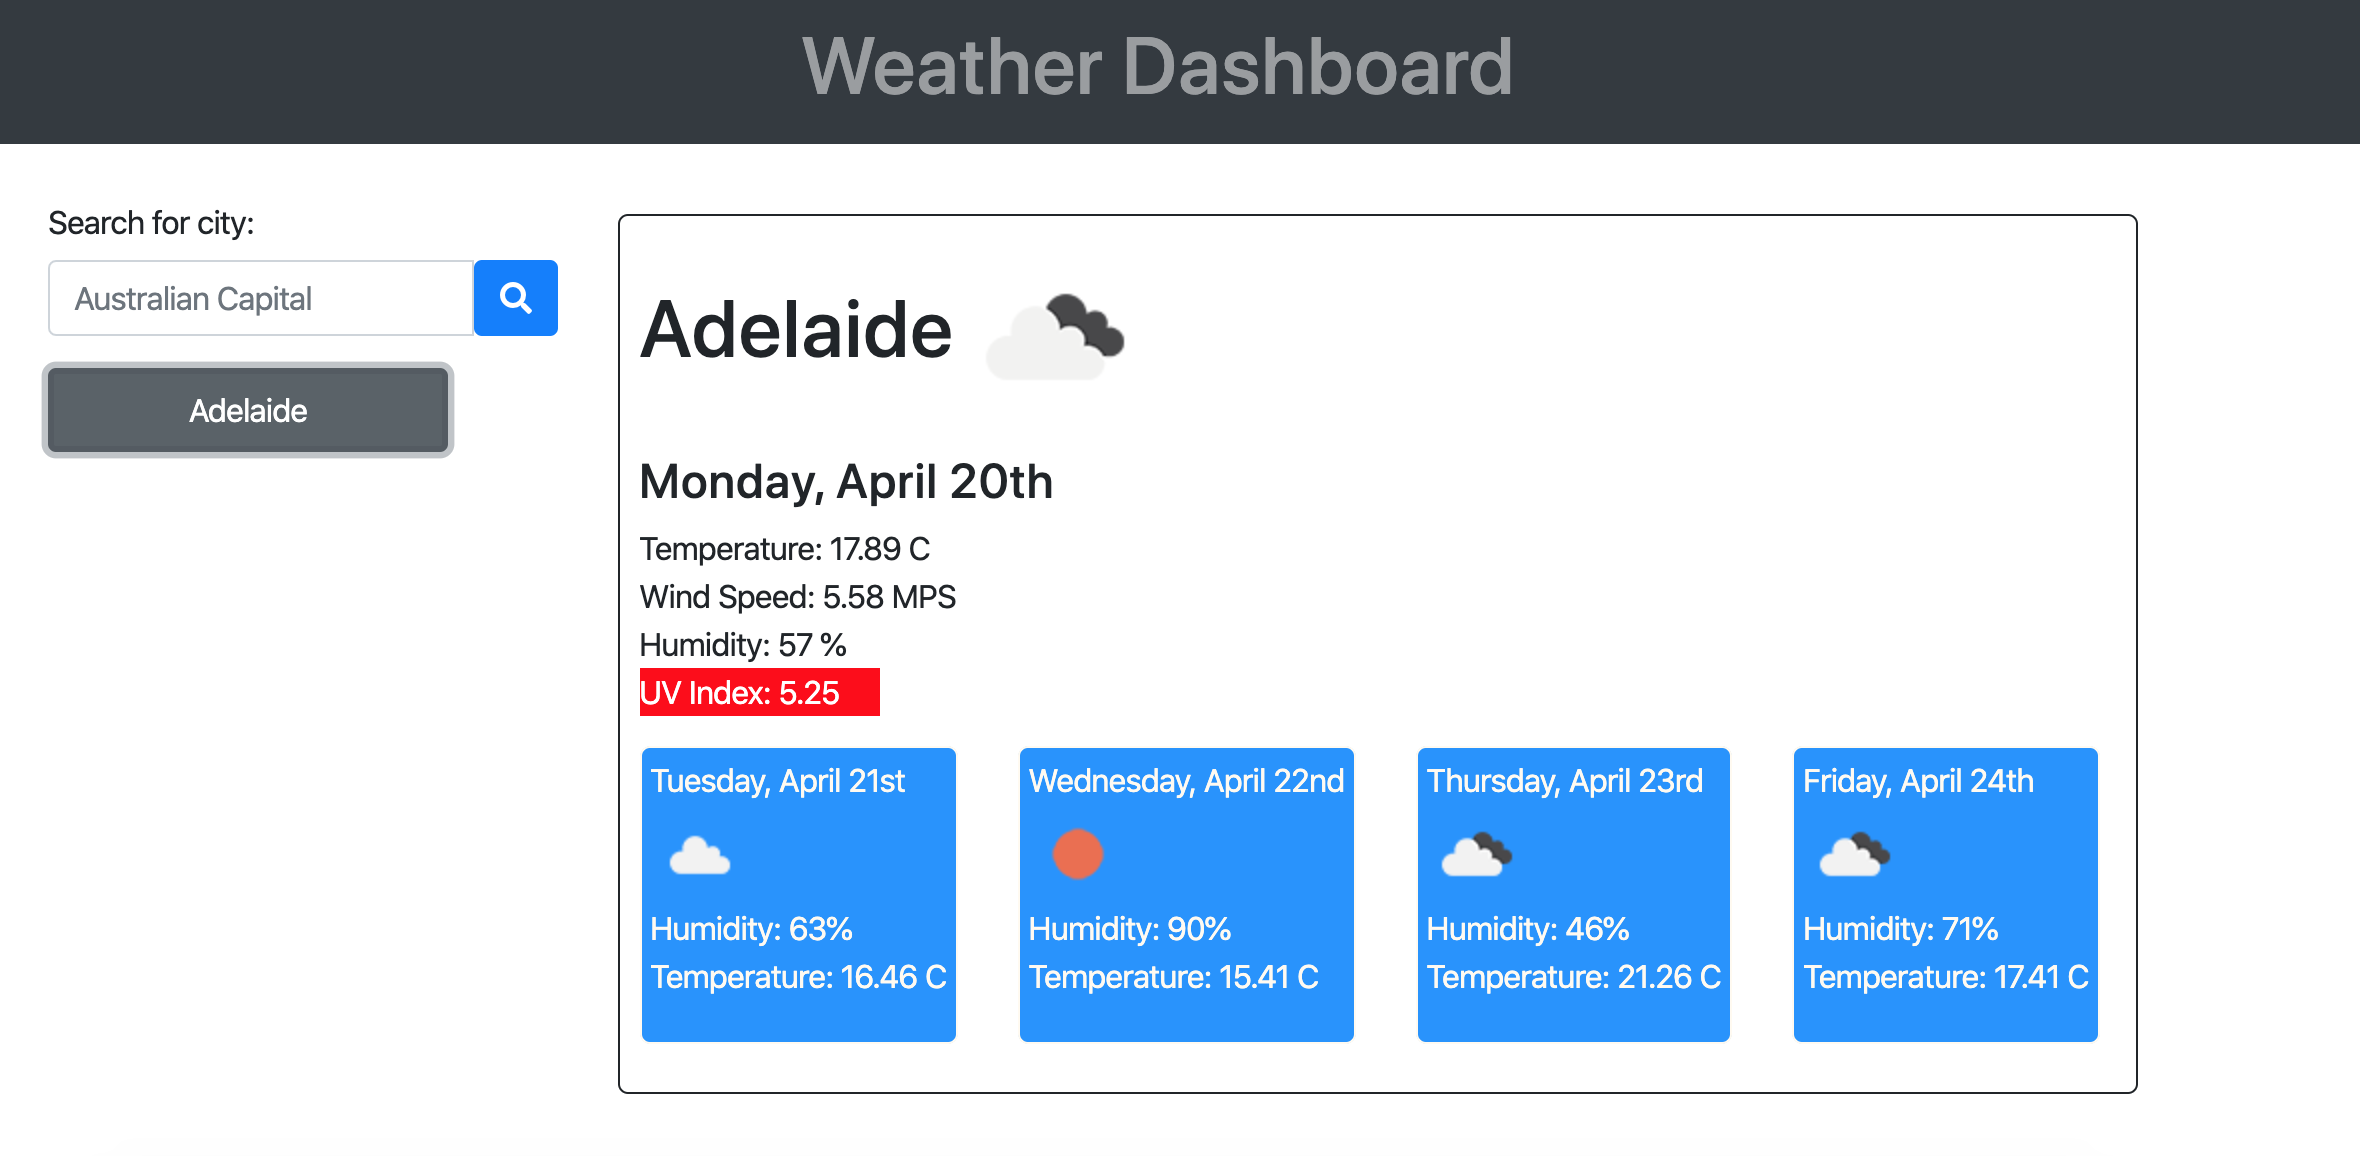 Weather Dashboard
Search for city:
Australian Capital
Adelaide
Adelaide
Monday, April 20th
Temperature: 17.89 C
Wind Speed: 5.58 MPS
Humidity: 57 %
UV Index: 5.25
Tuesday, April 21st
Humidity: 63%
Temperature: 16.46 C
Wednesday, April 22nd
Humidity: 90%
Temperature: 15.41 C
Thursday, April 23rd
Humidity: 46%
Temperature: 21.26 C
Friday, April 24th
Humidity: 71%
Temperature: 17.41 C